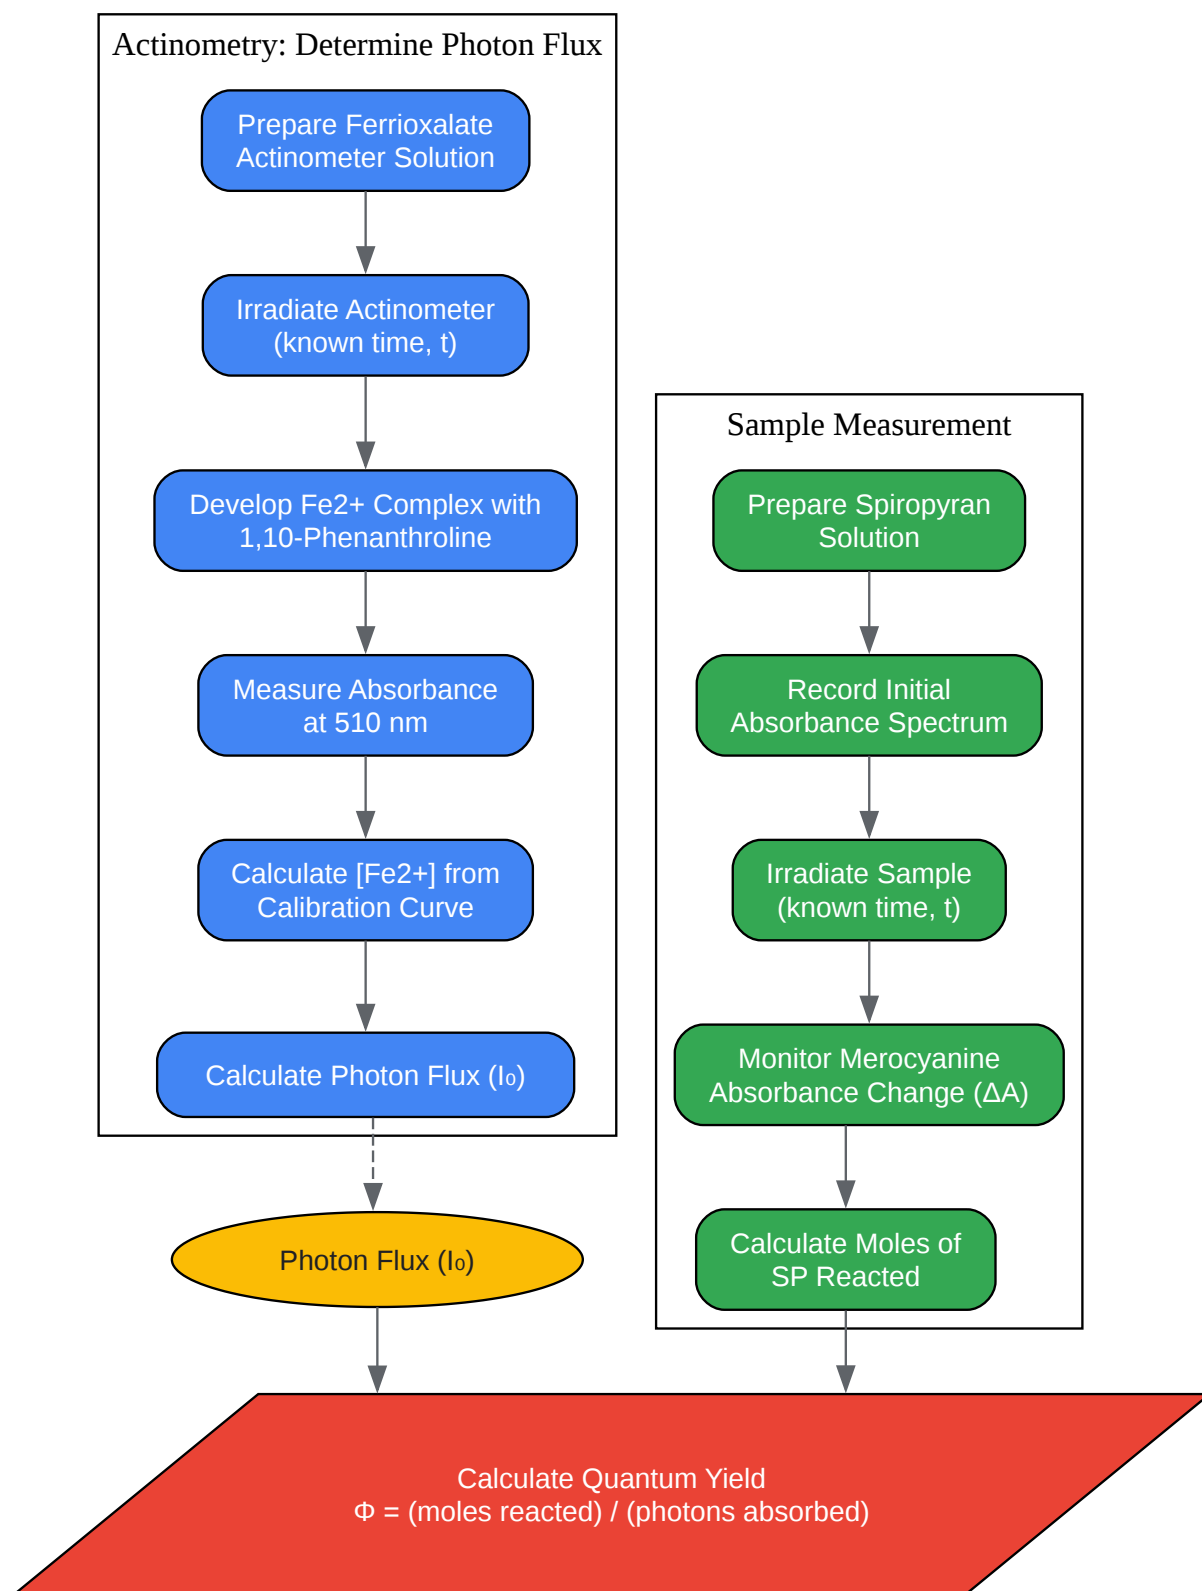 Actinometry: Determine Photon Flux
Prepare Ferrioxalate
Actinometer Solution
Irradiate Actinometer
(known time, t)
Develop Fe2+ Complex with
1,10-Phenanthroline
Measure Absorbance
at 510 nm
Calculate [Fe2+] from
Calibration Curve
Calculate Photon Flux (I₀)
Photon Flux (I₀)
Sample Measurement
Prepare Spiropyran
Solution
Record Initial
Absorbance Spectrum
Irradiate Sample
(known time, t)
Monitor Merocyanine
Absorbance Change (ΔA)
Calculate Moles of
SP Reacted
Calculate Quantum Yield
Φ = (moles reacted) / (photons absorbed)